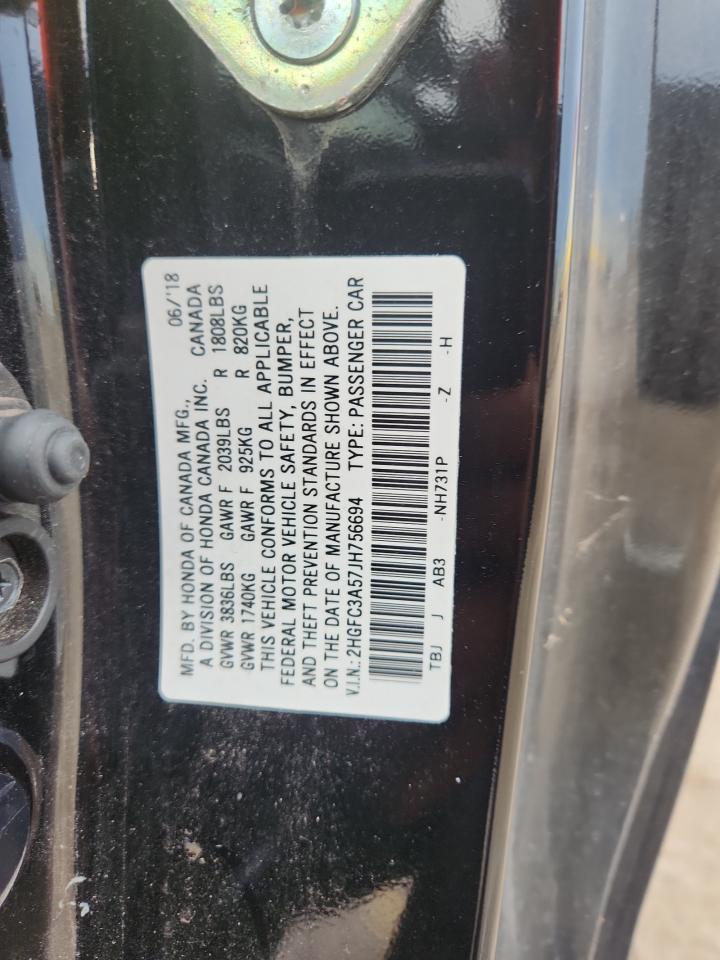 MFD. BY HONDA OF CANADA MFG., 06/'18
A DIVISION OF HONDA CANADA INC. CANADA
GVWR 3836LBS GAWR F 2039LBS R 1808LBS
GVWR 1740KG GAWR F 925KG R 820KG
THIS VEHICLE CONFORMS TO ALL APPLICABLE
FEDERAL MOTOR VEHICLE SAFETY, BUMPER,
AND THEFT PREVENTION STANDARDS IN EFFECT
ON THE DATE OF MANUFACTURE SHOWN ABOVE.
V.I.N.: 2HGFC3A57JH756694 TYPE: PASSENGER CAR
TBJ J AB3 -NH731P -Z -H